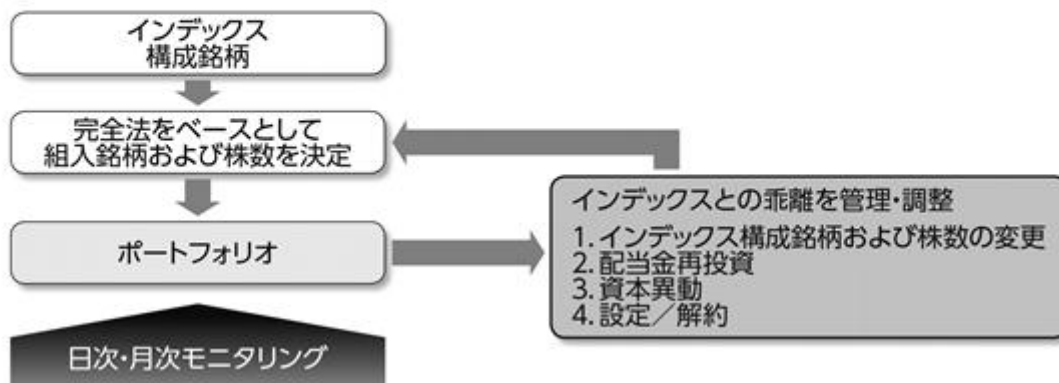 インデックス
構成銘柄
完全法をベースとして
組入銘柄および株数を決定
ポートフォリオ
日次・月次モニタリング
インデックスとの乖離を管理・調整
1.インデックス構成銘柄および株数の変更
2.配当金再投資
3.資本異動
4.設定／解約